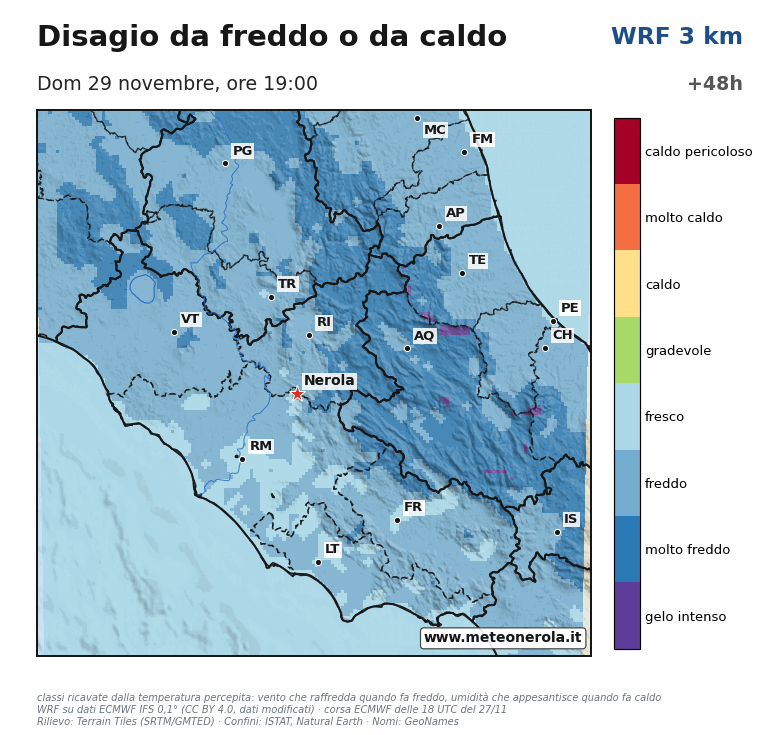 Disagio da freddo o da caldo
WRF 3 km
Dom 29 novembre, ore 19:00
+48h
MC
FM
PG
AP
TE
TR
PE
VT
RI
AQ
CH
Nerola
RM
FR
IS
LT
www.meteonerola.it
caldo pericoloso
molto caldo
caldo
gradevole
fresco
freddo
molto freddo
gelo intenso
classi ricavate dalla temperatura percepita: vento che raffredda quando fa freddo, umidità che appesantisce quando fa caldo
WRF su dati ECMWF IFS 0,1° (CC BY 4.0, dati modificati) · corsa ECMWF delle 18 UTC del 27/11
Rilievo: Terrain Tiles (SRTM/GMTED) · Confini: ISTAT, Natural Earth · Nomi: GeoNames